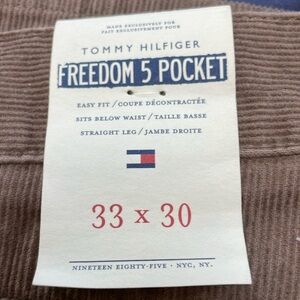 MADE EXCLUSIVELY FOR
FAIT EXCLUSIVEMENT POUR
TOMMY HILFIGER
FREEDOM 5 POCKET
EASY FIT / COUPE DÉCONTRACTÉE
SITS BELOW WAIST / TAILLE BASSE
STRAIGHT LEG / JAMBE DROITE
33 x 30
NINETEEN EIGHTY-FIVE · NYC, NY.